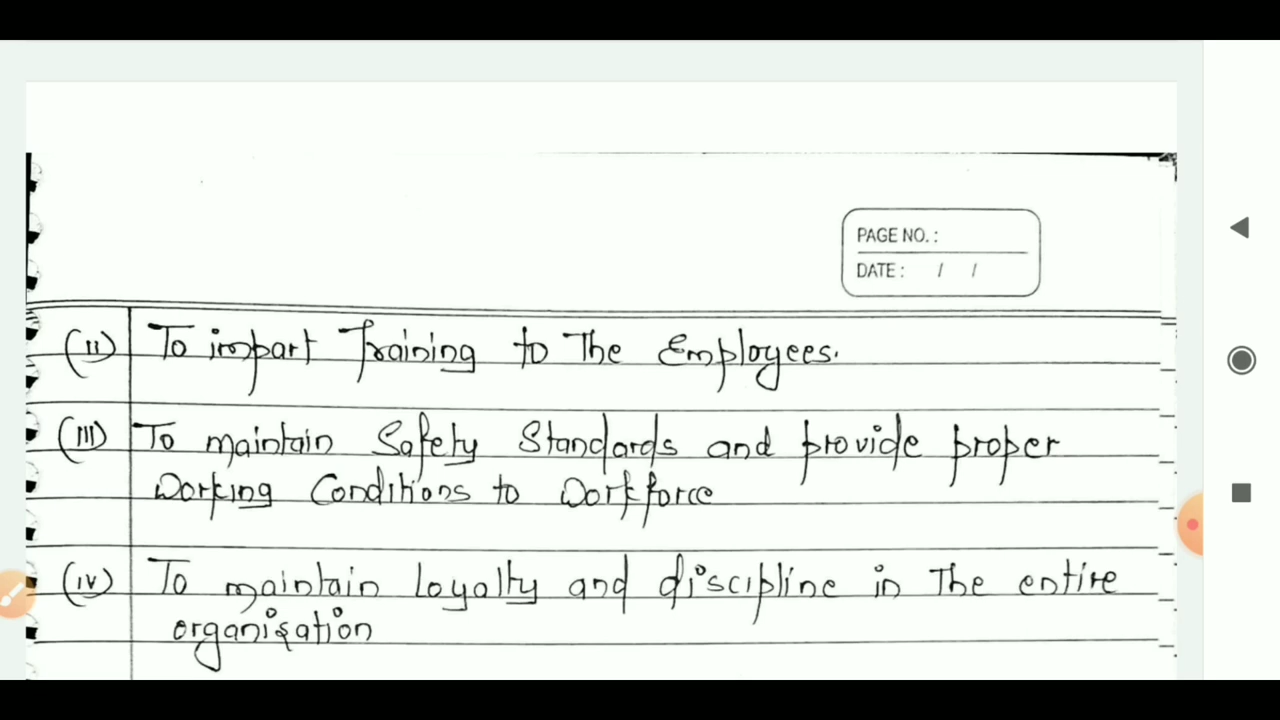 PAGE NO. :
DATE : / /
(II) To impart Training to The Employees.
(III) To maintain Safety Standards and provide proper
working Conditions to workforce
(IV) To maintain Loyalty and discipline in The entire
organisation